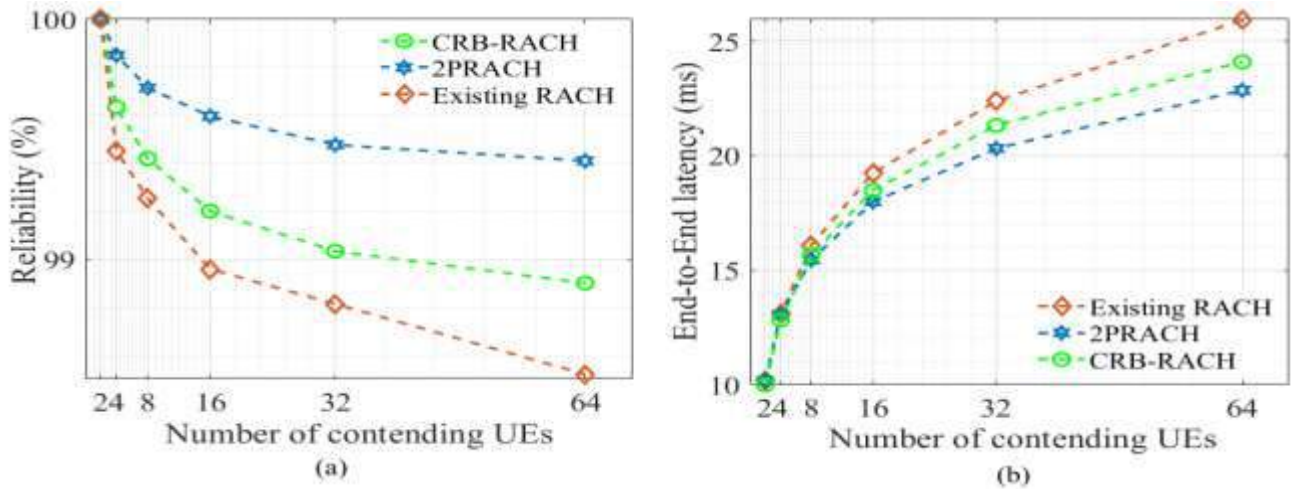 100
99
Reliability (%)
CRB-RACH
2PRACH
Existing RACH
24 8 16 32 64
Number of contending UEs
(a)
25
20
15
10
End-to-End latency (ms)
Existing RACH
2PRACH
CRB-RACH
24 8 16 32 64
Number of contending UEs
(b)